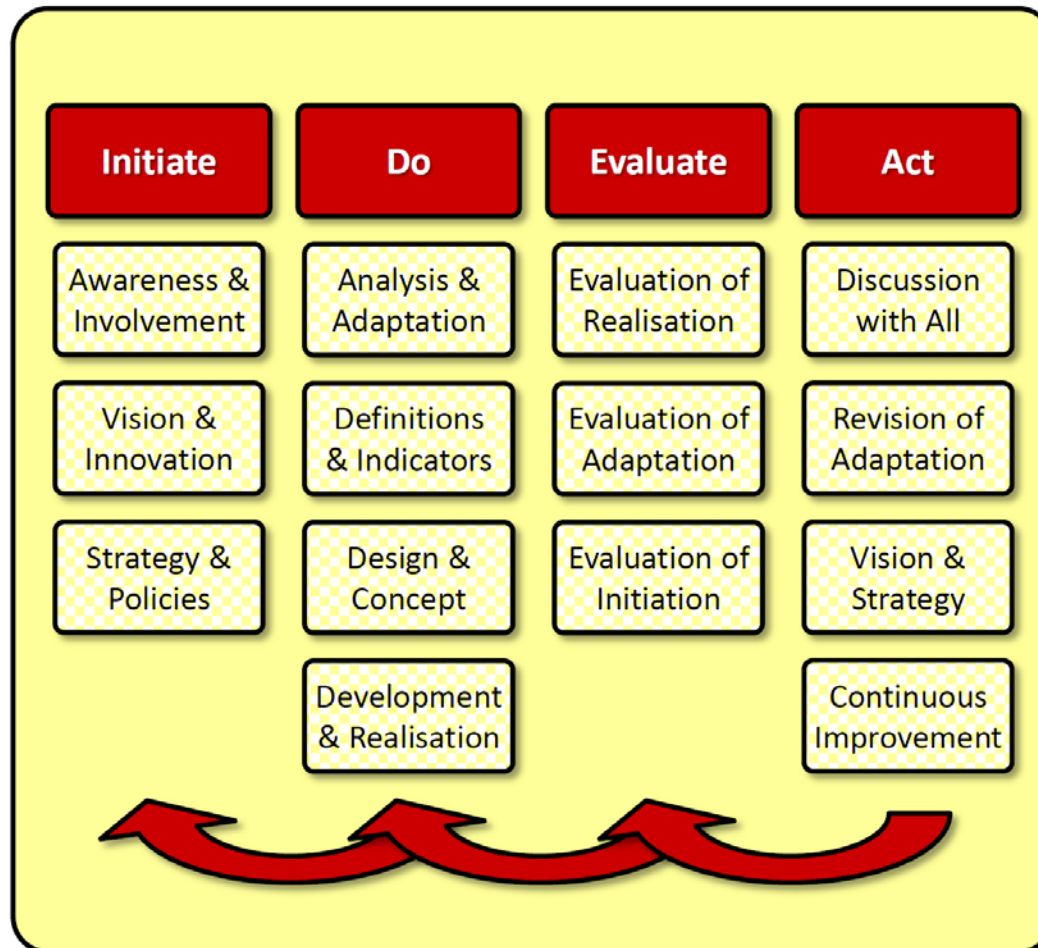 Initiate
Do
Evaluate
Act
Awareness &
Involvement
Analysis &
Adaptation
Evaluation of
Realisation
Discussion
with All
Vision &
Innovation
Definitions
& Indicators
Evaluation of
Adaptation
Revision of
Adaptation
Strategy &
Policies
Design &
Concept
Evaluation of
Initiation
Vision &
Strategy
Development
& Realisation
Continuous
Improvement